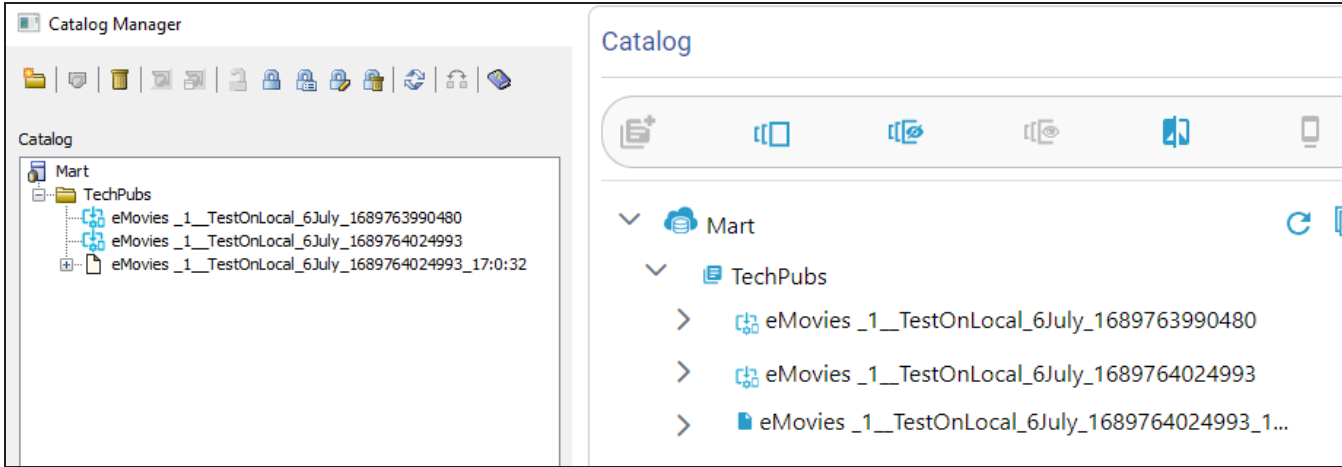 Catalog Manager
Catalog
Mart
TechPubs
eMovies _1__TestOnLocal_6July_1689763990480
eMovies _1__TestOnLocal_6July_1689764024993
eMovies _1__TestOnLocal_6July_1689764024993_17:0:32
Catalog
Mart
TechPubs
eMovies _1__TestOnLocal_6July_1689763990480
eMovies _1__TestOnLocal_6July_1689764024993
eMovies _1__TestOnLocal_6July_1689764024993_1...